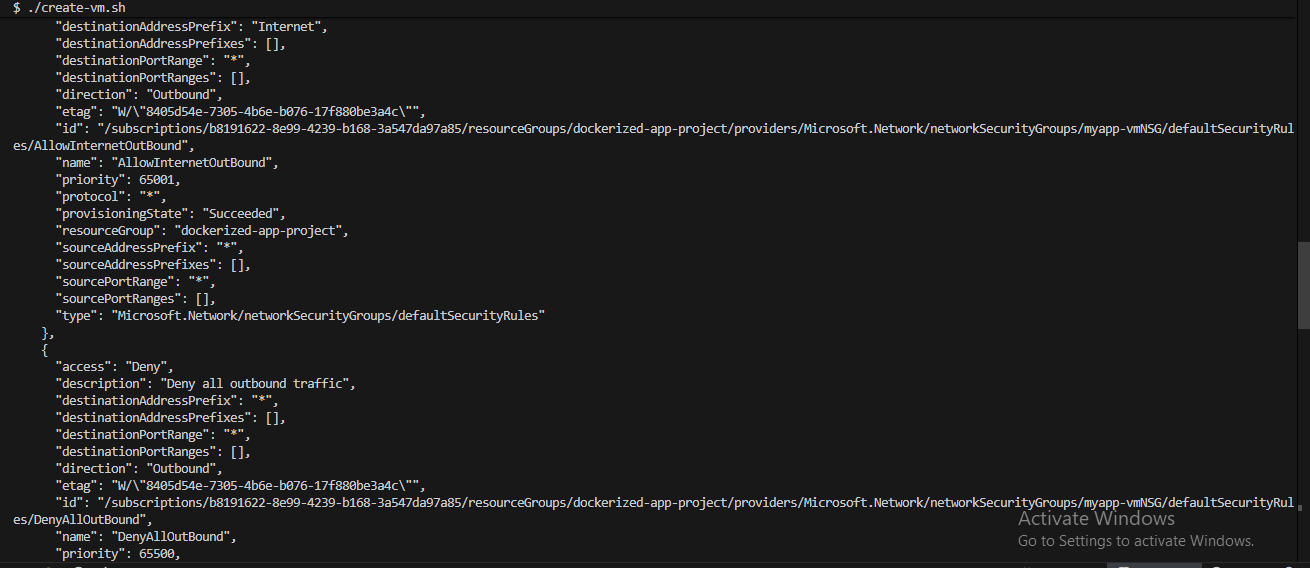 $ ./create-vm.sh
"destinationAddressPrefix": "Internet",
"destinationAddressPrefixes": [],
"destinationPortRange": "*",
"destinationPortRanges": [],
"direction": "Outbound",
"etag": "W/\"8405d54e-7305-4b6e-b076-17f880be3a4c\"",
"id": "/subscriptions/b8191622-8e99-4239-b168-3a547da97a85/resourceGroups/dockerized-app-project/providers/Microsoft.Network/networkSecurityGroups/myapp-vmNSG/defaultSecurityRul
es/AllowInternetOutBound",
"name": "AllowInternetOutBound",
"priority": 65001,
"protocol": "*",
"provisioningState": "Succeeded",
"resourceGroup": "dockerized-app-project",
"sourceAddressPrefix": "*",
"sourceAddressPrefixes": [],
"sourcePortRange": "*",
"sourcePortRanges": [],
"type": "Microsoft.Network/networkSecurityGroups/defaultSecurityRules"
},
{
"access": "Deny",
"description": "Deny all outbound traffic",
"destinationAddressPrefix": "*",
"destinationAddressPrefixes": [],
"destinationPortRange": "*",
"destinationPortRanges": [],
"direction": "Outbound",
"etag": "W/\"8405d54e-7305-4b6e-b076-17f880be3a4c\"",
"id": "/subscriptions/b8191622-8e99-4239-b168-3a547da97a85/resourceGroups/dockerized-app-project/providers/Microsoft.Network/networkSecurityGroups/myapp-vmNSG/defaultSecurityRul
es/DenyAllOutBound",
"name": "DenyAllOutBound",
"priority": 65500,
Activate Windows
Go to Settings to activate Windows.